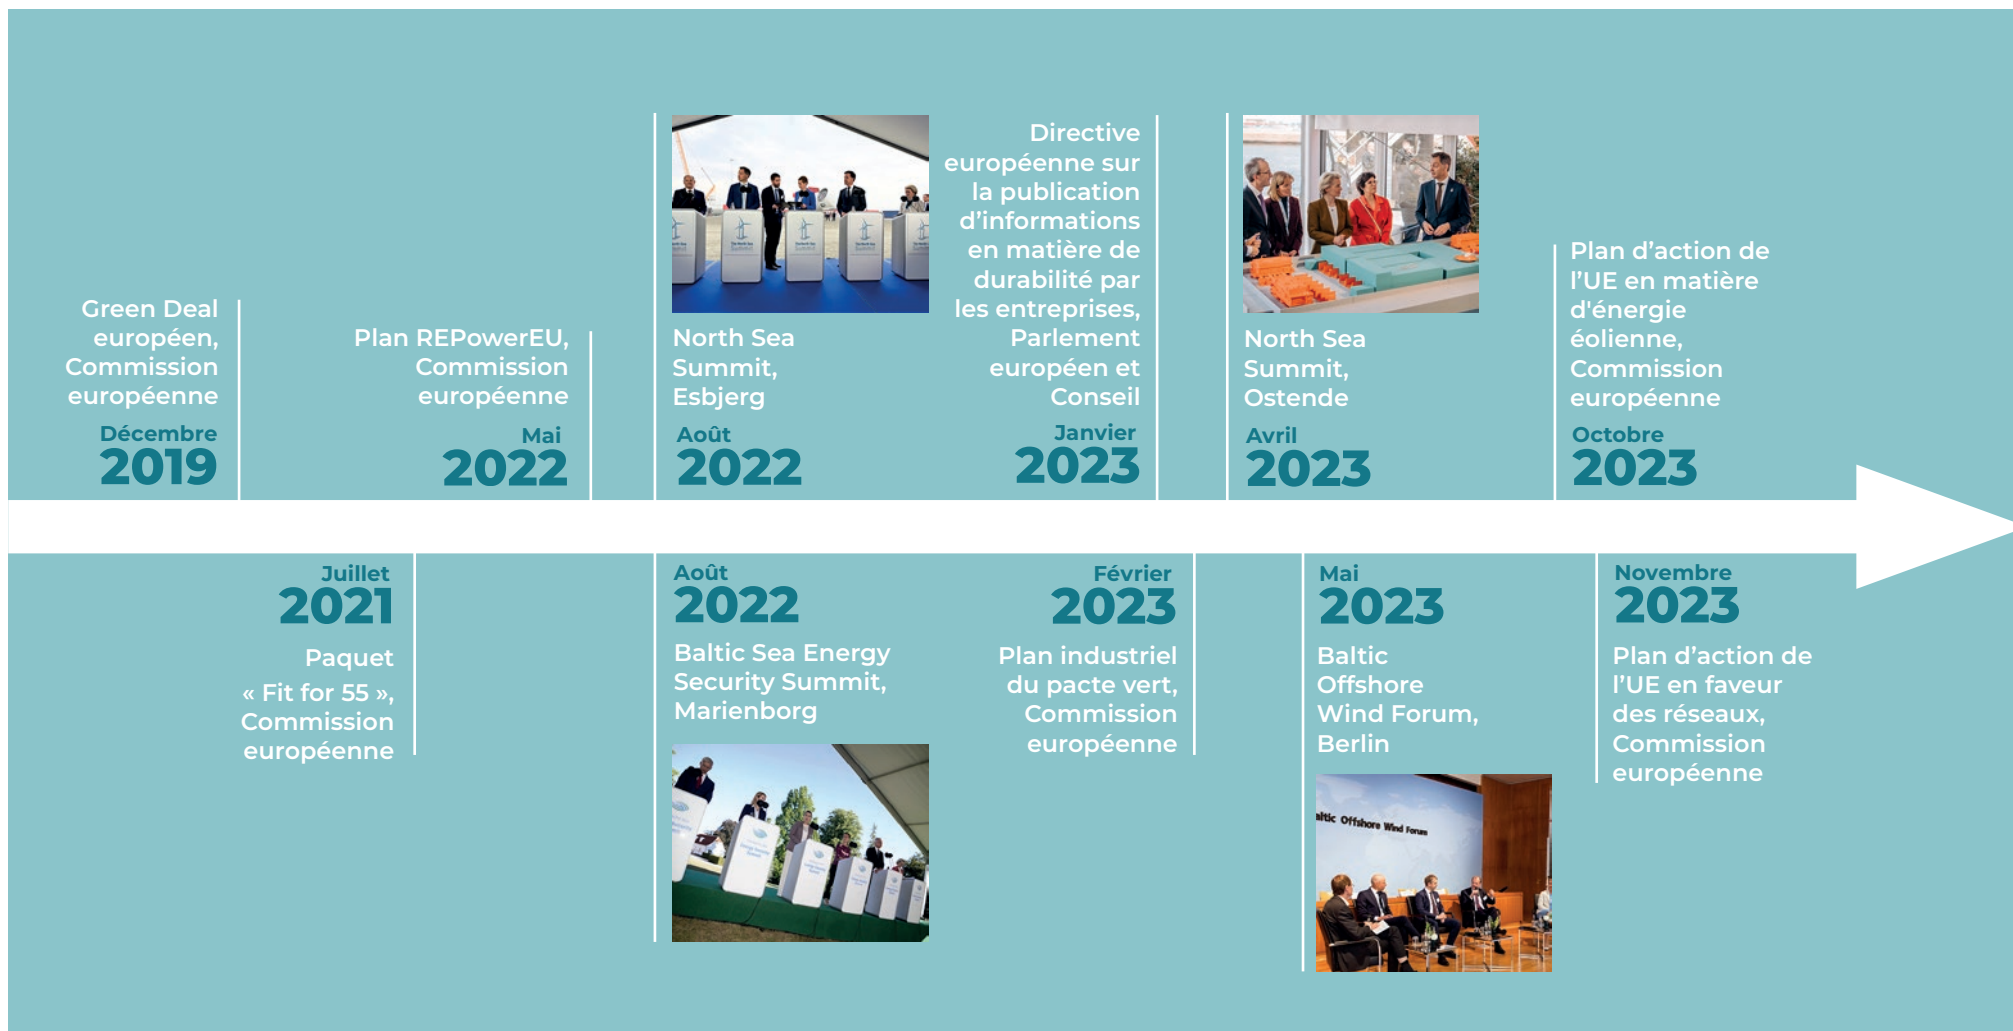 Green Deal
européen,
Commission
européenne
Décembre
2019
Juillet
2021
Paquet
« Fit for 55 »,
Commission
européenne
Plan REPowerEU,
Commission
européenne
Mai
2022
North Sea
Summit,
Esbjerg
Août
2022
Août
2022
Baltic Sea Energy
Security Summit,
Marienborg
Directive
européenne sur
la publication
d’informations
en matière de
durabilité par
les entreprises,
Parlement
européen et
Conseil
Janvier
2023
Février
2023
Plan industriel
du pacte vert,
Commission
européenne
North Sea
Summit,
Ostende
Avril
2023
Mai
2023
Baltic
Offshore
Wind Forum,
Berlin
altic Offshore Wind Forum
Plan d’action de
l’UE en matière
d'énergie
éolienne,
Commission
européenne
Octobre
2023
Novembre
2023
Plan d’action de
l’UE en faveur
des réseaux,
Commission
européenne